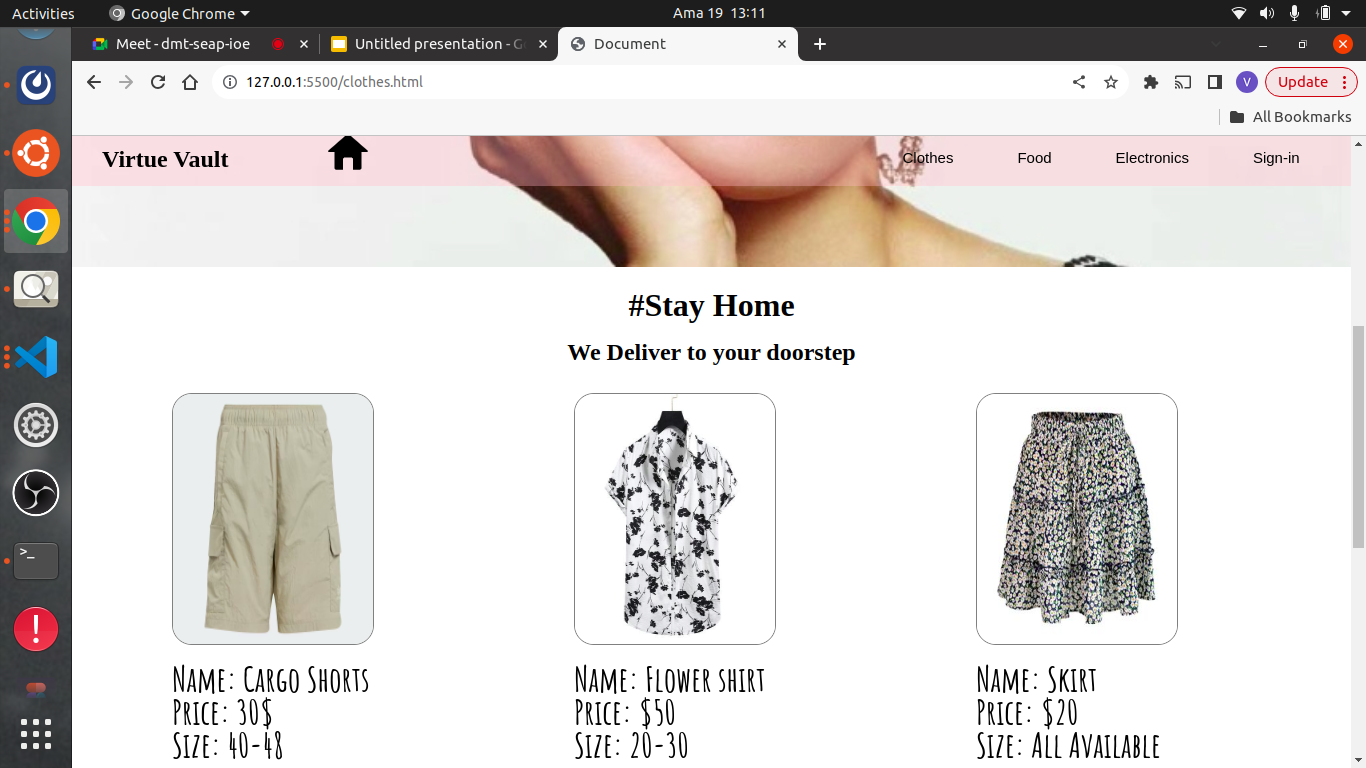 Activities
Google Chrome
Ama 19 13:11
Meet - dmt-seap-ioe
Untitled presentation - G
Document
127.0.0.1:5500/clothes.html
V
Update
All Bookmarks
Virtue Vault
Clothes
Food
Electronics
Sign-in
#Stay Home
We Deliver to your doorstep
Name: Cargo Shorts
Price: 30$
Size: 40-48
Name: Flower shirt
Price: $50
Size: 20-30
Name: Skirt
Price: $20
Size: All Available